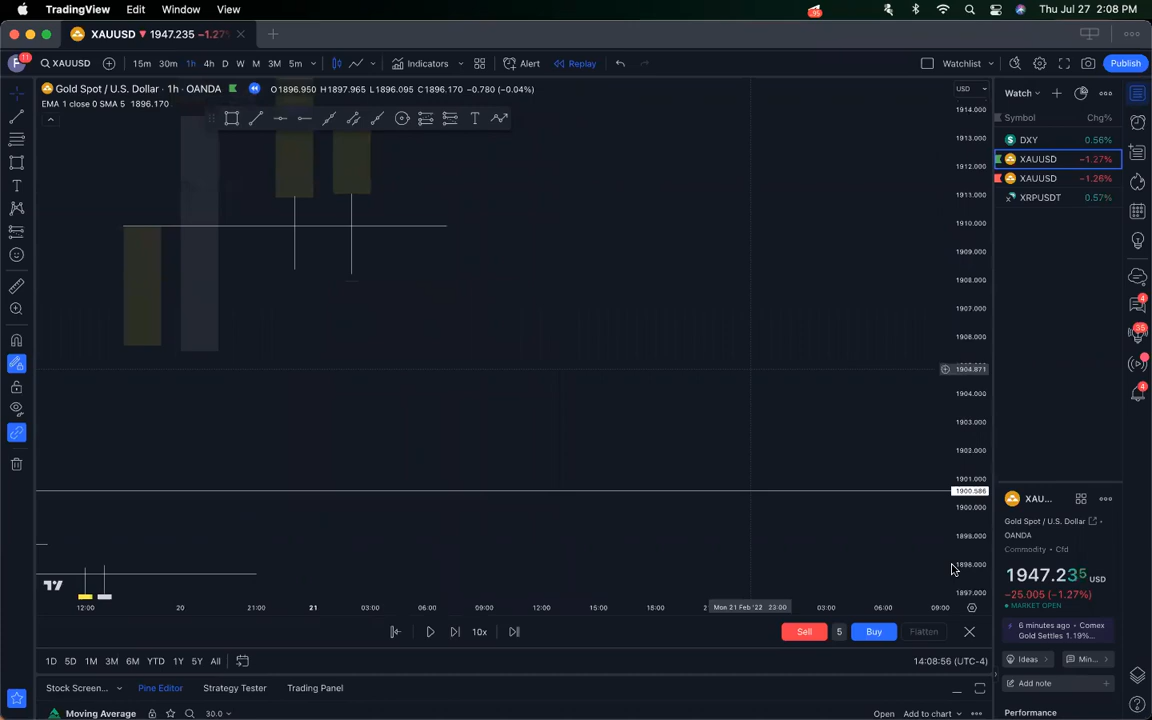 TradingView Edit Window View
.95
Thu Jul 27 2:08 PM
XAUUSD ▼ 1947.235 −1.27%
F 11 XAUUSD 15m 30m 1h 4h D W M 3M 5m Indicators Alert Replay Watchlist Publish
Gold Spot / U.S. Dollar · 1h · OANDA O1896.950 H1897.965 L1896.095 C1896.170 −0.780 (−0.04%)
EMA 1 close 0 SMA 5 1896.170
USD
1914.000
1913.000
1912.000
1911.000
1910.000
1909.000
1908.000
1907.000
1906.000
1904.871
1904.000
1903.000
1902.000
1901.000
1900.586
1900.000
1899.000
1898.000
1897.000
12:00 20 21:00 21 03:00 06:00 09:00 12:00 15:00 18:00 2 Mon 21 Feb '22 23:00 03:00 06:00 09:00
10x
Sell 5 Buy Flatten
1D 5D 1M 3M 6M YTD 1Y 5Y All
14:08:56 (UTC-4)
Stock Screen... Pine Editor Strategy Tester Trading Panel
Moving Average 30.0
Open Add to chart
Watch
Symbol Chg%
DXY 0.56%
XAUUSD −1.27%
XAUUSD −1.26%
XRPUSDT 0.57%
4
35
4
XAU...
Gold Spot / U.S. Dollar
OANDA
Commodity • Cfd
1947.235 USD
−25.005 (−1.27%)
MARKET OPEN
6 minutes ago • Comex
Gold Settles 1.19%...
Ideas Min...
Add note
Performance